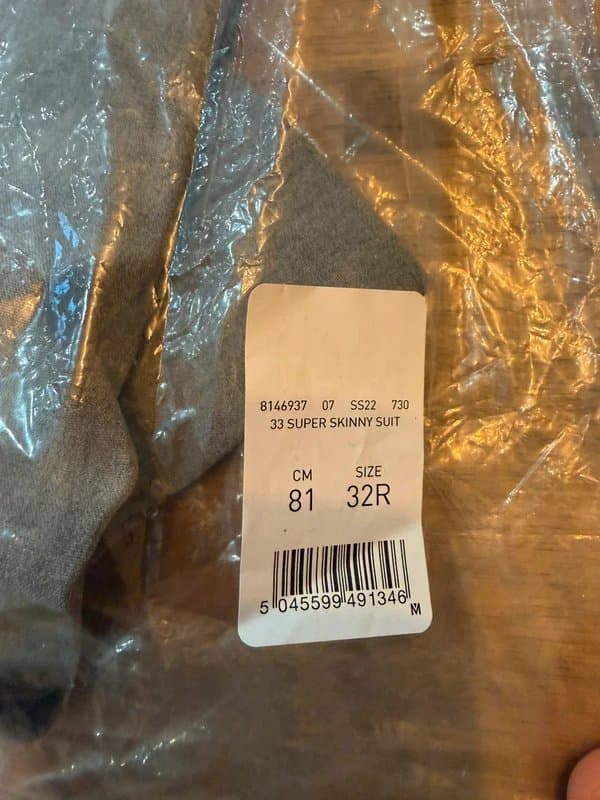 8146937 07 SS22 730
33 SUPER SKINNY SUIT
CM SIZE
81 32R
5 045599 491346
M